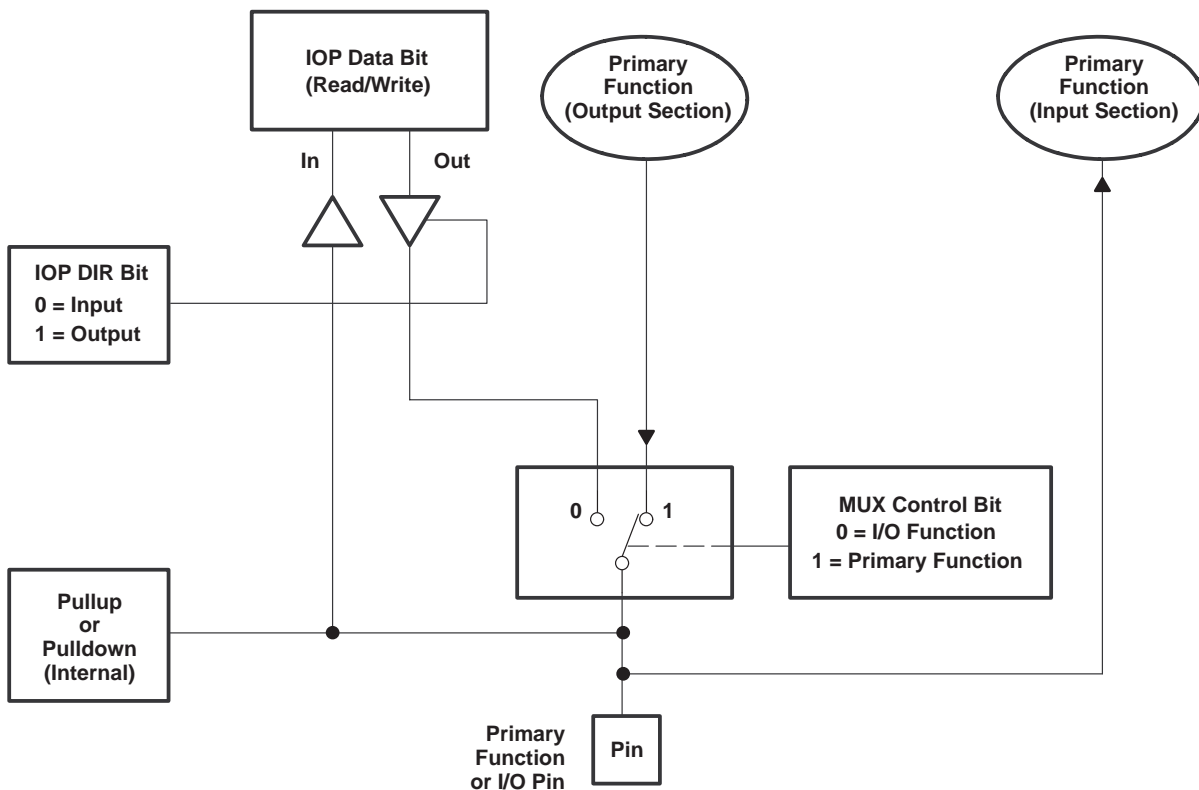 IOP Data Bit
(Read/Write)
Primary
Function
(Output Section)
Primary
Function
(Input Section)
In
Out
IOP DIR Bit
0 = Input
1 = Output
0
1
MUX Control Bit
0 = I/O Function
1 = Primary Function
Pullup
or
Pulldown
(Internal)
Primary
Function
or I/O Pin
Pin